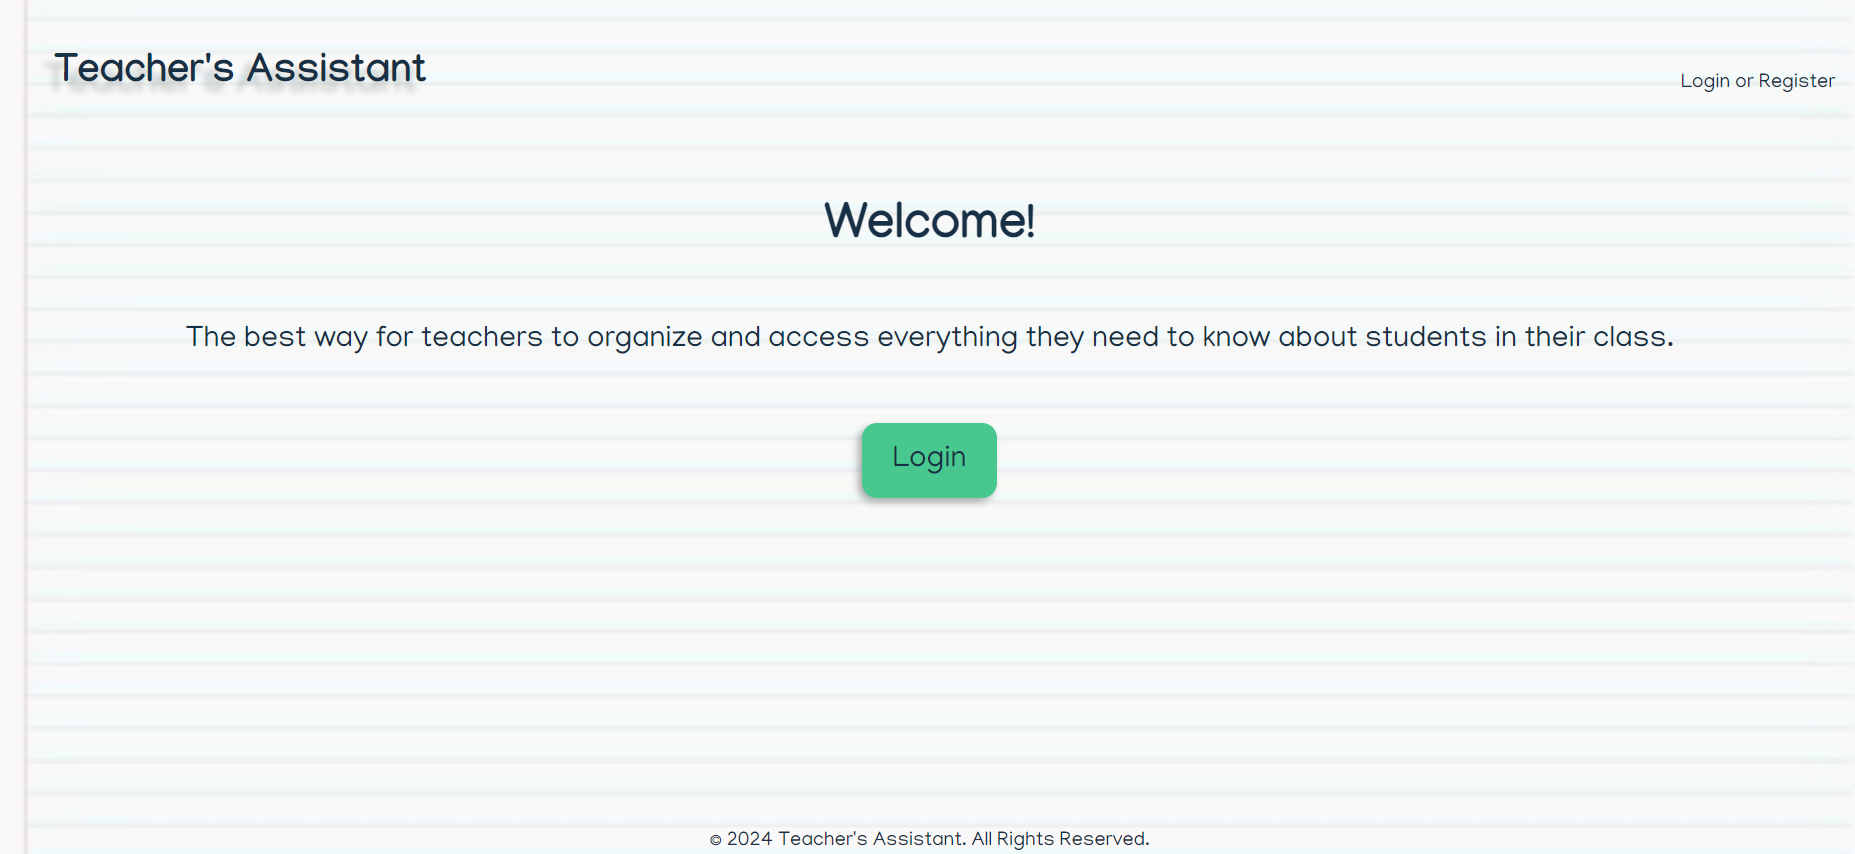 Teacher's Assistant
Login or Register
Welcome!
The best way for teachers to organize and access everything they need to know about students in their class.
Login
© 2024 Teacher's Assistant. All Rights Reserved.